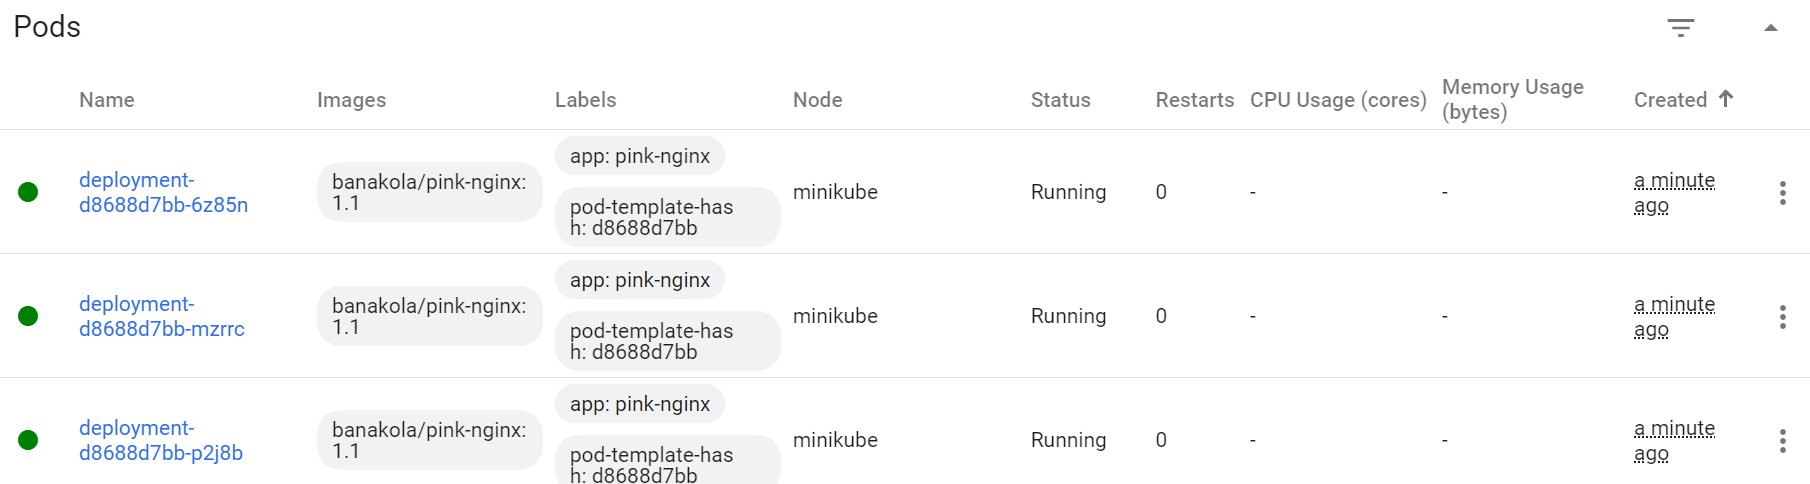 Pods
Name Images Labels Node Status Restarts CPU Usage (cores) Memory Usage (bytes) Created
deployment-
d8688d7bb-6z85n
banakola/pink-nginx:
1.1
app: pink-nginx
pod-template-has
h: d8688d7bb
minikube
Running
0
-
-
a minute
ago
deployment-
d8688d7bb-mzrrc
banakola/pink-nginx:
1.1
app: pink-nginx
pod-template-has
h: d8688d7bb
minikube
Running
0
-
-
a minute
ago
deployment-
d8688d7bb-p2j8b
banakola/pink-nginx:
1.1
app: pink-nginx
pod-template-has
h: d8688d7bb
minikube
Running
0
-
-
a minute
ago